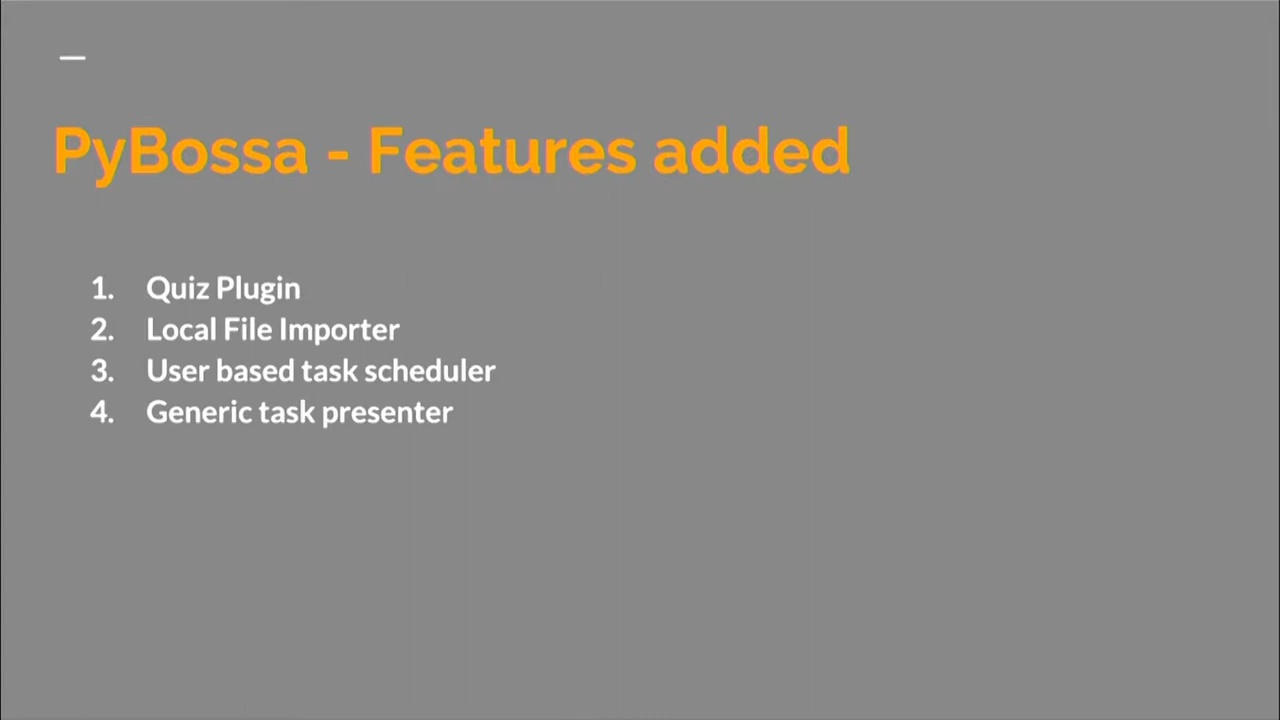 PyBossa - Features added
1. Quiz Plugin
2. Local File Importer
3. User based task scheduler
4. Generic task presenter